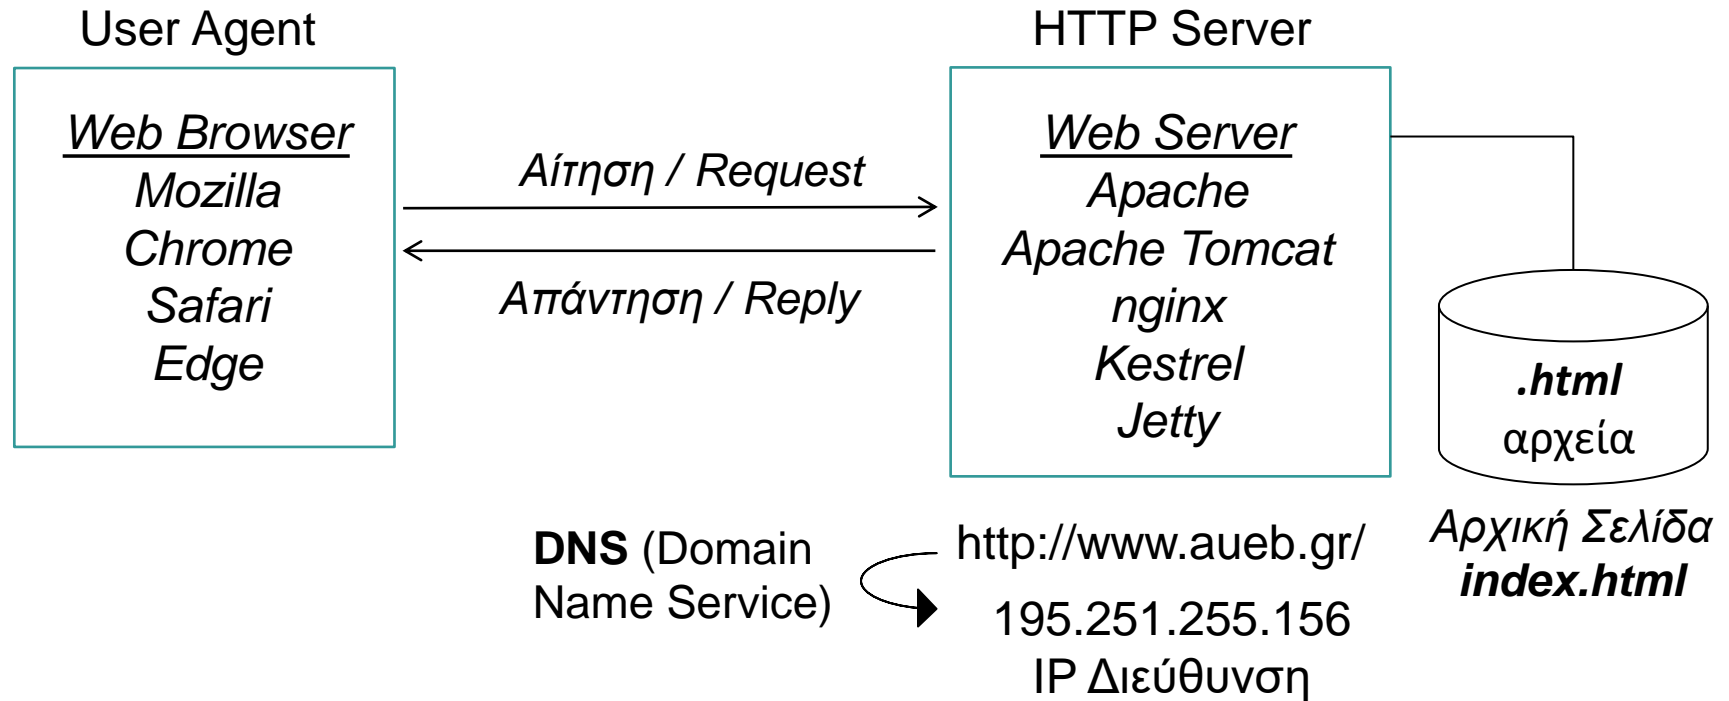 User Agent
Web Browser
Mozilla
Chrome
Safari
Edge
Αίτηση / Request
Απάντηση / Reply
HTTP Server
Web Server
Apache
Apache Tomcat
nginx
Kestrel
Jetty
.html
αρχεία
Αρχική Σελίδα
index.html
DNS (Domain
Name Service)
http://www.aueb.gr/
195.251.255.156
IP Διεύθυνση